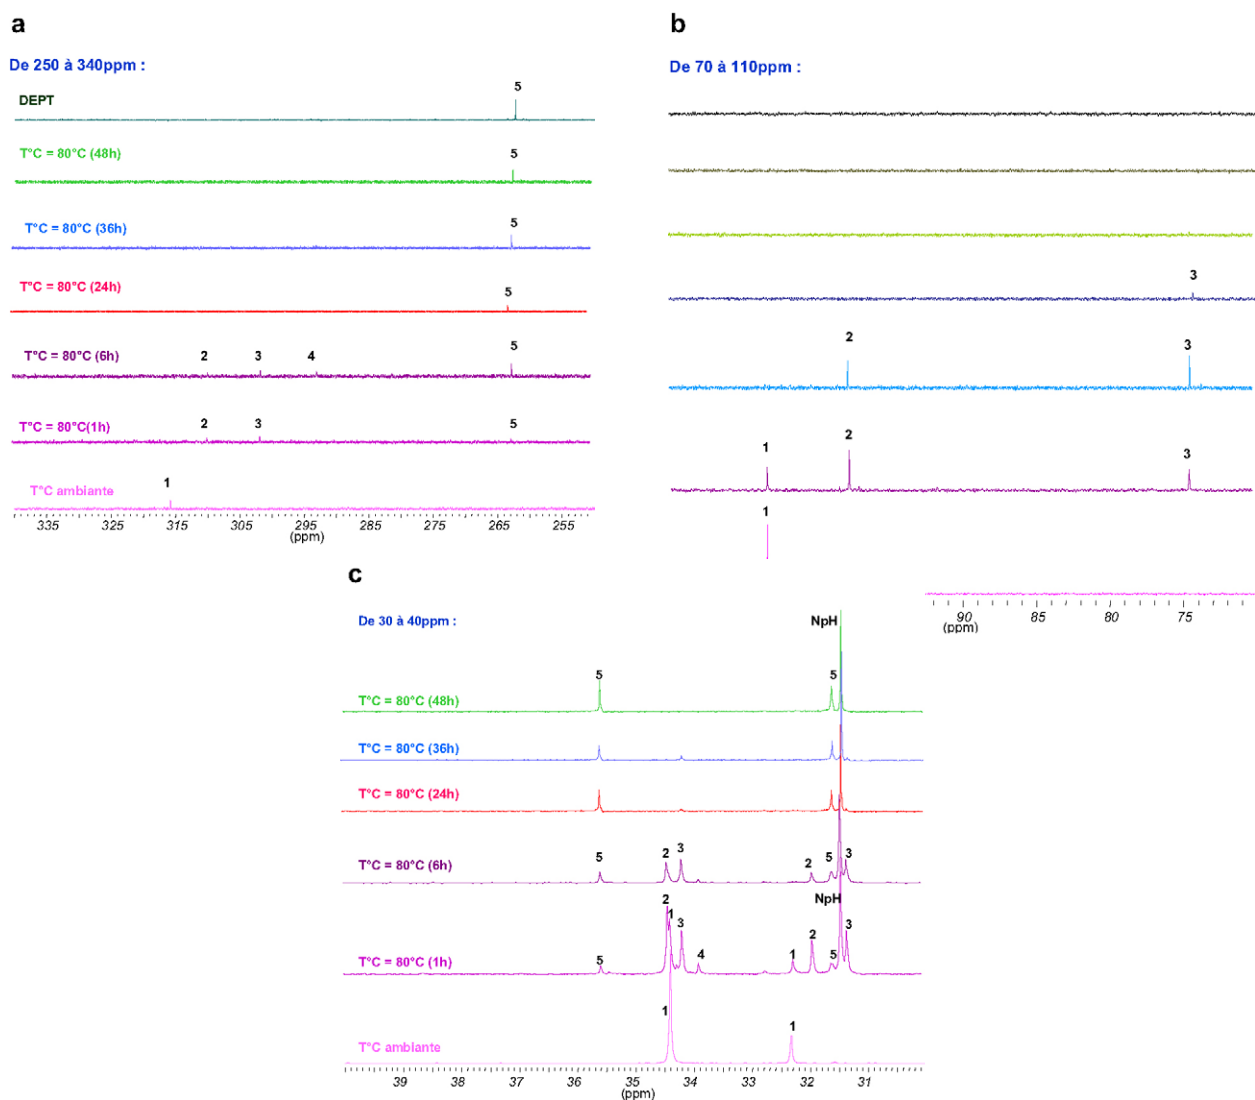 a
De 250 à 340ppm :
5
DEPT
T°C = 80°C (48h)
5
T°C = 80°C (36h)
5
T°C = 80°C (24h)
5
T°C = 80°C (6h)
2 3 4 5
T°C = 80°C(1h)
2 3 5
T°C ambiante
1
335 325 315 305 295 285 275 265 255
(ppm)
b
De 70 à 110ppm :
3
2 3
1 2 3
1
90 85 80 75
(ppm)
c
De 30 à 40ppm :
NpH
T°C = 80°C (48h)
5 5
T°C = 80°C (36h)
T°C = 80°C (24h)
T°C = 80°C (6h)
5 2 3 2 5 3
NpH
T°C = 80°C (1h)
5 2 1 3 4 1 2 5 3
T°C ambiante
1 1
39 38 37 36 35 34 33 32 31
(ppm)